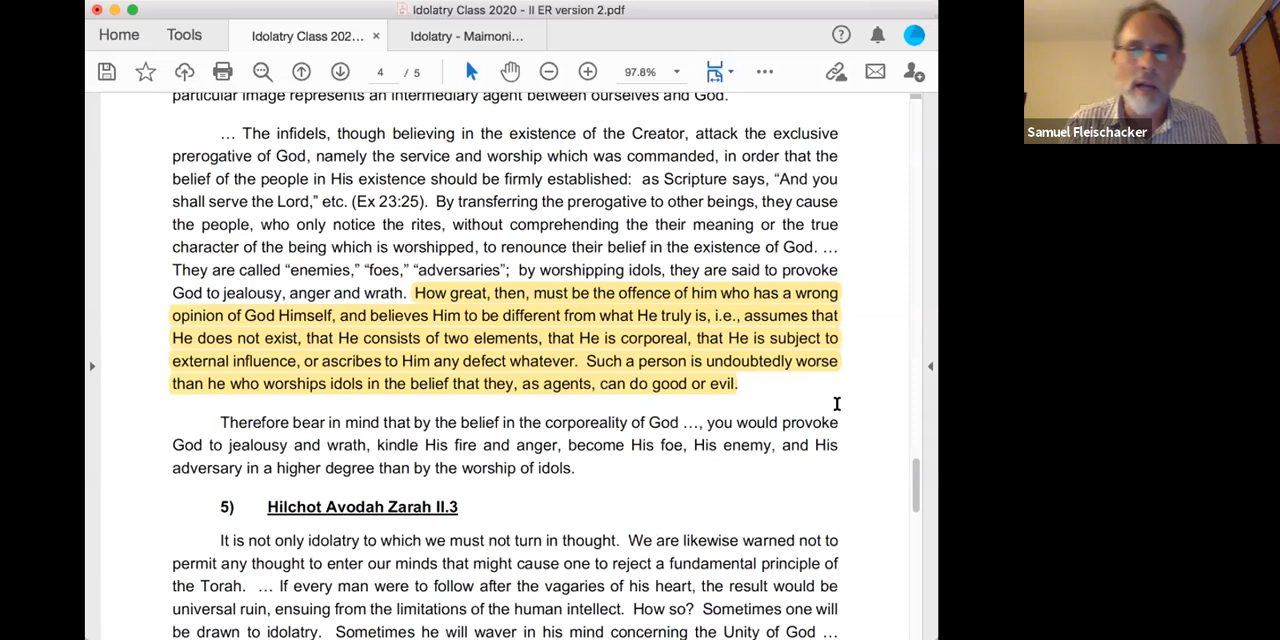 Idolatry Class 2020 - II ER version 2.pdf
Home
Tools
Idolatry Class 202...
×
Idolatry - Maimoni...
4 / 5
97.8%
Samuel Fleischacker
particular image represents an intermediary agent between ourselves and God.
… The infidels, though believing in the existence of the Creator, attack the exclusive
prerogative of God, namely the service and worship which was commanded, in order that the
belief of the people in His existence should be firmly established: as Scripture says, “And you
shall serve the Lord,” etc. (Ex 23:25). By transferring the prerogative to other beings, they cause
the people, who only notice the rites, without comprehending the their meaning or the true
character of the being which is worshipped, to renounce their belief in the existence of God. …
They are called “enemies,” “foes,” “adversaries”; by worshipping idols, they are said to provoke
God to jealousy, anger and wrath. How great, then, must be the offence of him who has a wrong
opinion of God Himself, and believes Him to be different from what He truly is, i.e., assumes that
He does not exist, that He consists of two elements, that He is corporeal, that He is subject to
external influence, or ascribes to Him any defect whatever. Such a person is undoubtedly worse
than he who worships idols in the belief that they, as agents, can do good or evil.
Therefore bear in mind that by the belief in the corporeality of God …, you would provoke
God to jealousy and wrath, kindle His fire and anger, become His foe, His enemy, and His
adversary in a higher degree than by the worship of idols.
5) Hilchot Avodah Zarah II.3
It is not only idolatry to which we must not turn in thought. We are likewise warned not to
permit any thought to enter our minds that might cause one to reject a fundamental principle of
the Torah. … If every man were to follow after the vagaries of his heart, the result would be
universal ruin, ensuing from the limitations of the human intellect. How so? Sometimes one will
be drawn to idolatry. Sometimes he will waver in his mind concerning the Unity of God …